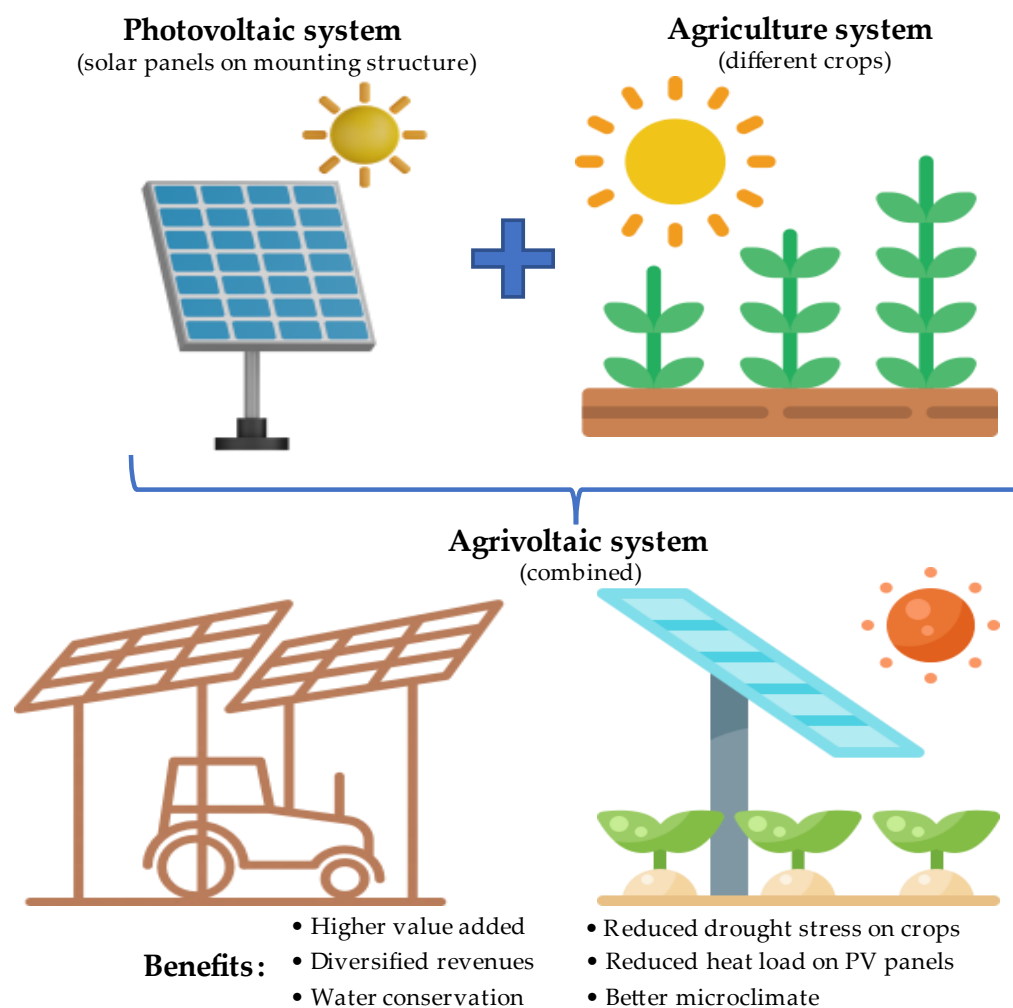 Photovoltaic system
(solar panels on mounting structure)
Agriculture system
(different crops)
Agrivoltaic system
(combined)
Benefits:
• Higher value added
• Diversified revenues
• Water conservation
• Reduced drought stress on crops
• Reduced heat load on PV panels
• Better microclimate